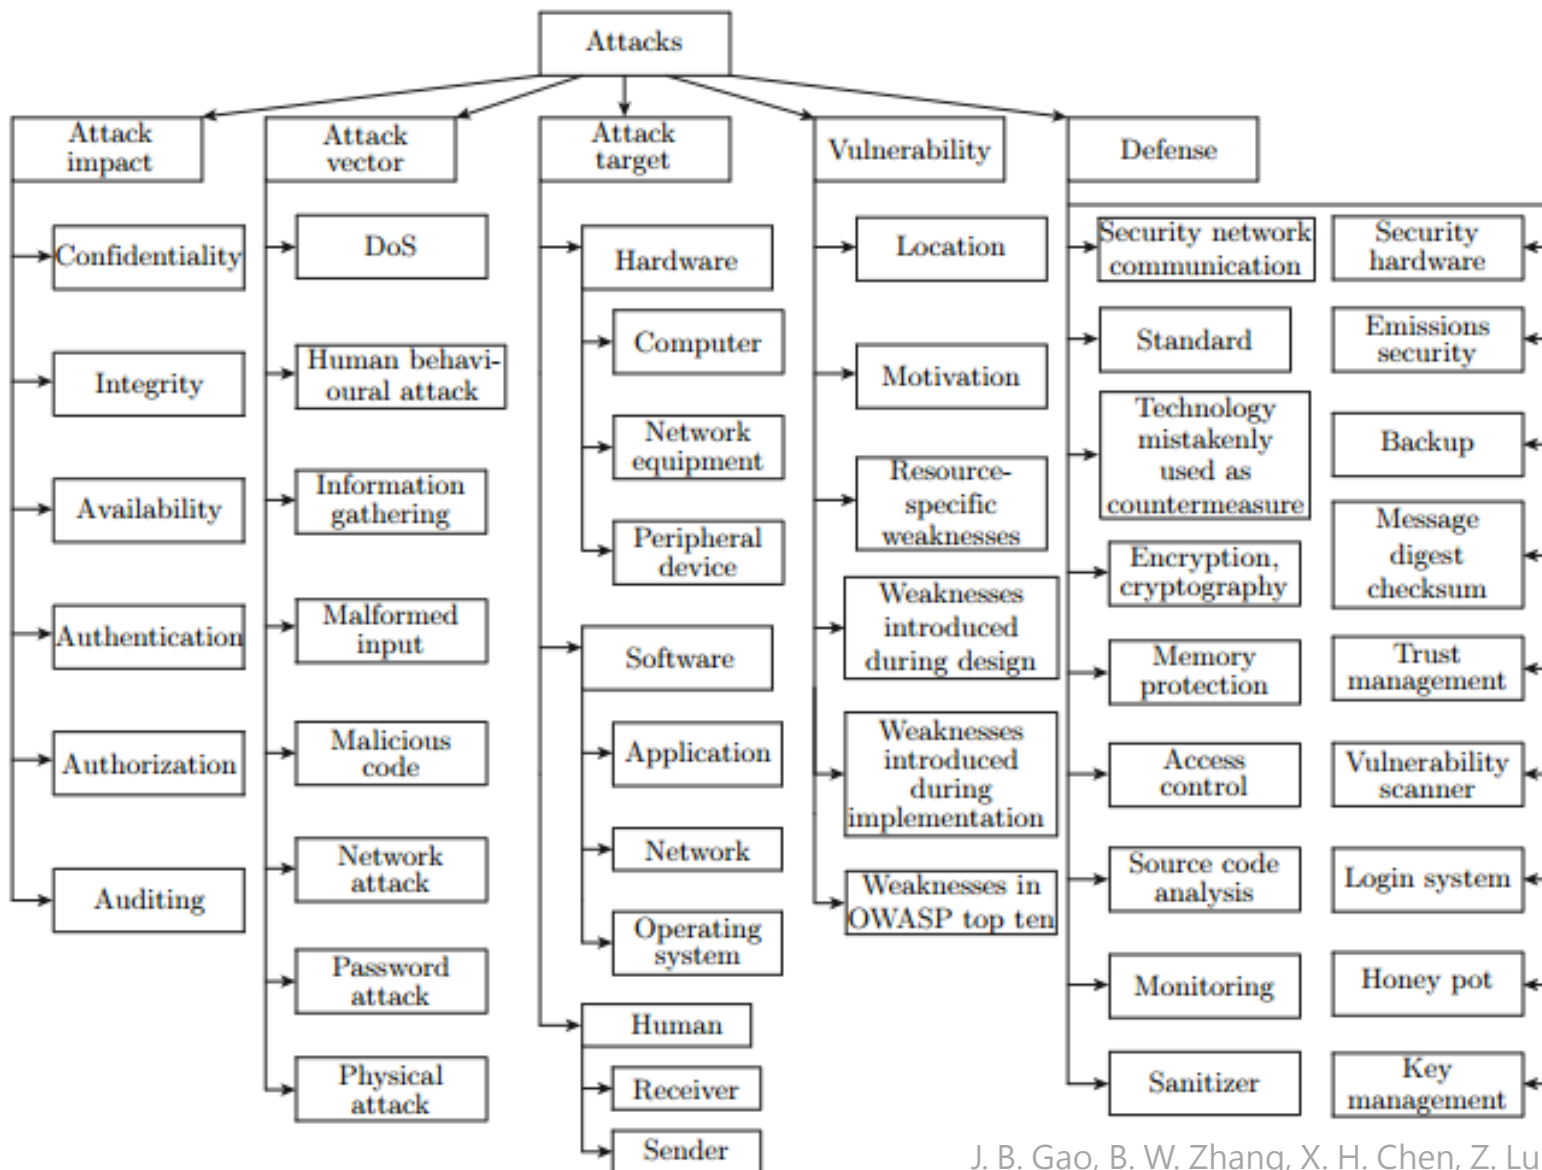 Attacks
Attack
impact
Confidentiality
Integrity
Availability
Authentication
Authorization
Auditing
Attack
vector
DoS
Human behavi-
oural attack
Information
gathering
Malformed
input
Malicious
code
Network
attack
Password
attack
Physical
attack
Attack
target
Hardware
Computer
Network
equipment
Peripheral
device
Software
Application
Network
Operating
system
Human
Receiver
Sender
Vulnerability
Location
Motivation
Resource-
specific
weaknesses
Weaknesses
introduced
during design
Weaknesses
introduced
during
implementation
Weaknesses in
OWASP top ten
Defense
Security network
communication
Standard
Technology
mistakenly
used as
countermeasure
Encryption,
cryptography
Memory
protection
Access
control
Source code
analysis
Monitoring
Sanitizer
Security
hardware
Emissions
security
Backup
Message
digest
checksum
Trust
management
Vulnerability
scanner
Login system
Honey pot
Key
management
J. B. Gao, B. W. Zhang, X. H. Chen, Z. Lu